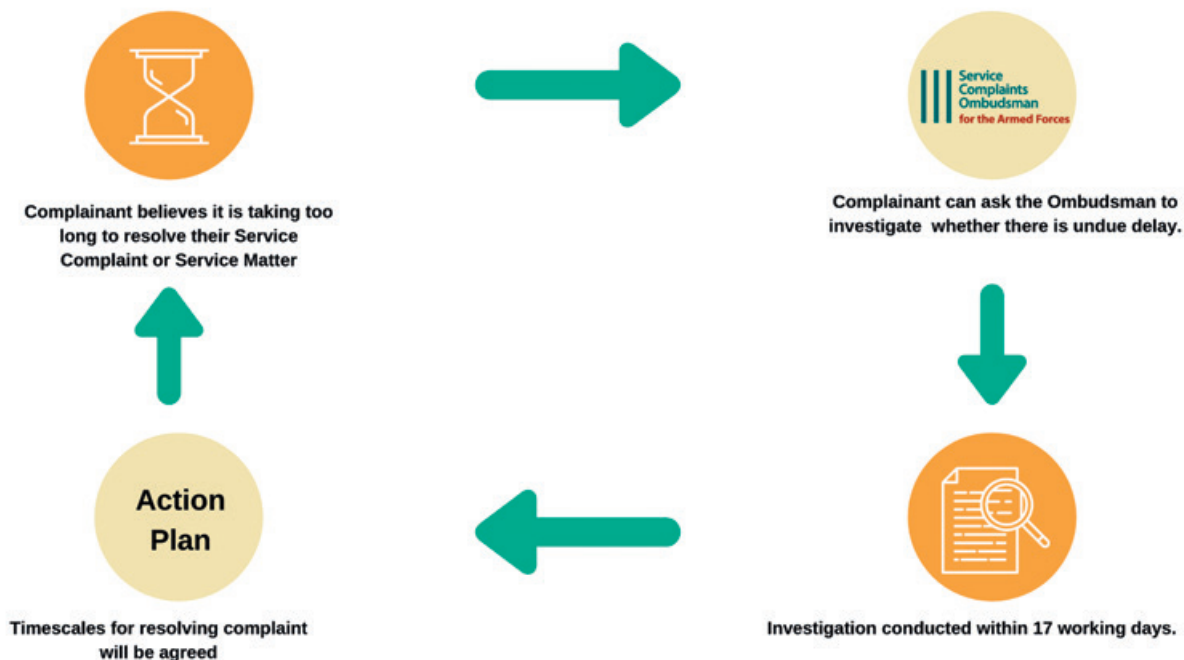 Service
Complaints
Ombudsman
for the Armed Forces
Complainant believes it is taking too
long to resolve their Service
Complaint or Service Matter
Complainant can ask the Ombudsman to
investigate whether there is undue delay.
Action
Plan
Timescales for resolving complaint
will be agreed
Investigation conducted within 17 working days.